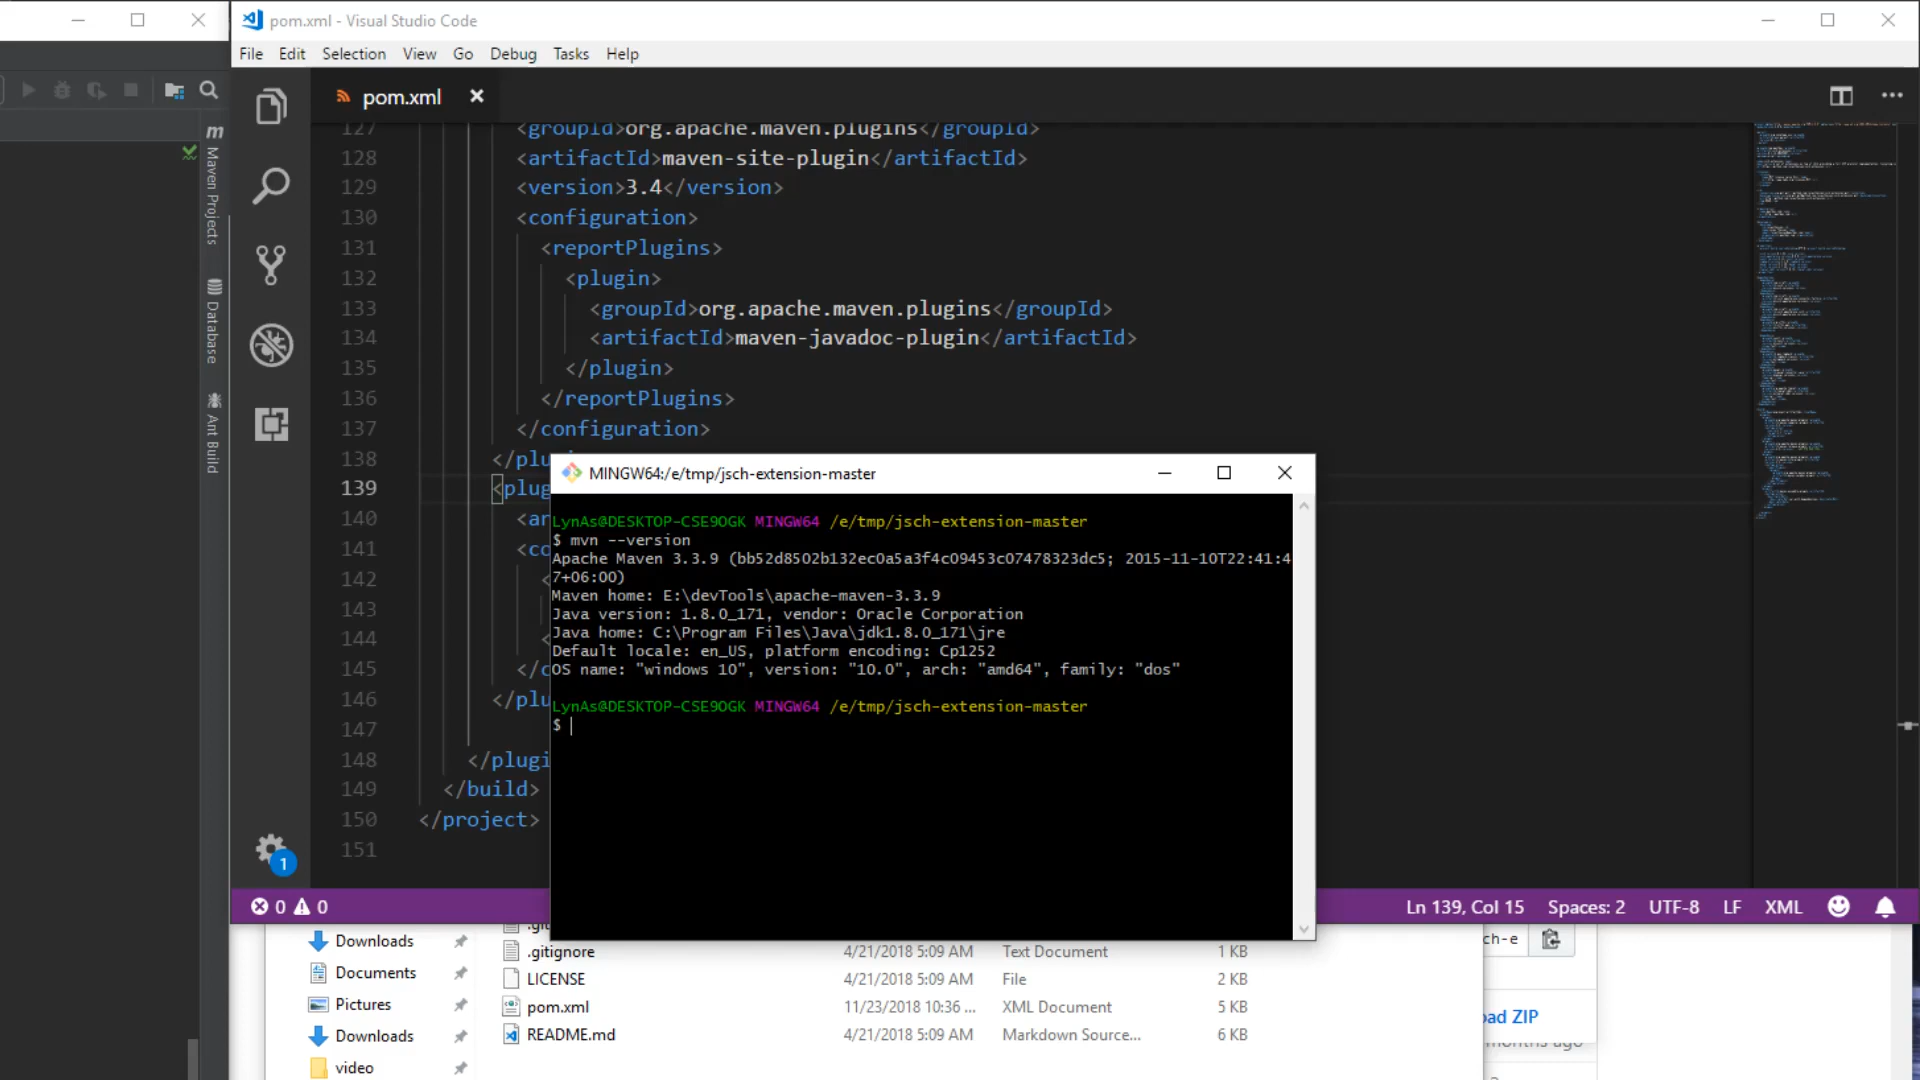 pom.xml - Visual Studio Code
File Edit Selection View Go Debug Tasks Help
pom.xml
Maven Projects
Database
Ant Build
127 <groupId>org.apache.maven.plugins</groupId>
128 <artifactId>maven-site-plugin</artifactId>
129 <version>3.4</version>
130 <configuration>
131 <reportPlugins>
132 <plugin>
133 <groupId>org.apache.maven.plugins</groupId>
134 <artifactId>maven-javadoc-plugin</artifactId>
135 </plugin>
136 </reportPlugins>
137 </configuration>
138 </plu
139 <plug
140 <ar
141 <co
142 <
143
144 <
145 </c
146 </plu
147
148 </plugi
149 </build>
150 </project>
151
1
MINGW64:/e/tmp/jsch-extension-master
LynAs@DESKTOP-CSE9OGK MINGW64 /e/tmp/jsch-extension-master
$ mvn --version
Apache Maven 3.3.9 (bb52d8502b132ec0a5a3f4c09453c07478323dc5; 2015-11-10T22:41:4
7+06:00)
Maven home: E:\devTools\apache-maven-3.3.9
Java version: 1.8.0_171, vendor: Oracle Corporation
Java home: C:\Program Files\Java\jdk1.8.0_171\jre
Default locale: en_US, platform encoding: Cp1252
OS name: "windows 10", version: "10.0", arch: "amd64", family: "dos"
LynAs@DESKTOP-CSE9OGK MINGW64 /e/tmp/jsch-extension-master
$
0 0 Ln 139, Col 15 Spaces: 2 UTF-8 LF XML
Downloads
Documents
Pictures
Downloads
video
.gitignore 4/21/2018 5:09 AM Text Document 1 KB
LICENSE 4/21/2018 5:09 AM File 2 KB
pom.xml 11/23/2018 10:36 ... XML Document 5 KB
README.md 4/21/2018 5:09 AM Markdown Source... 6 KB
ch-e
oad ZIP
months ago